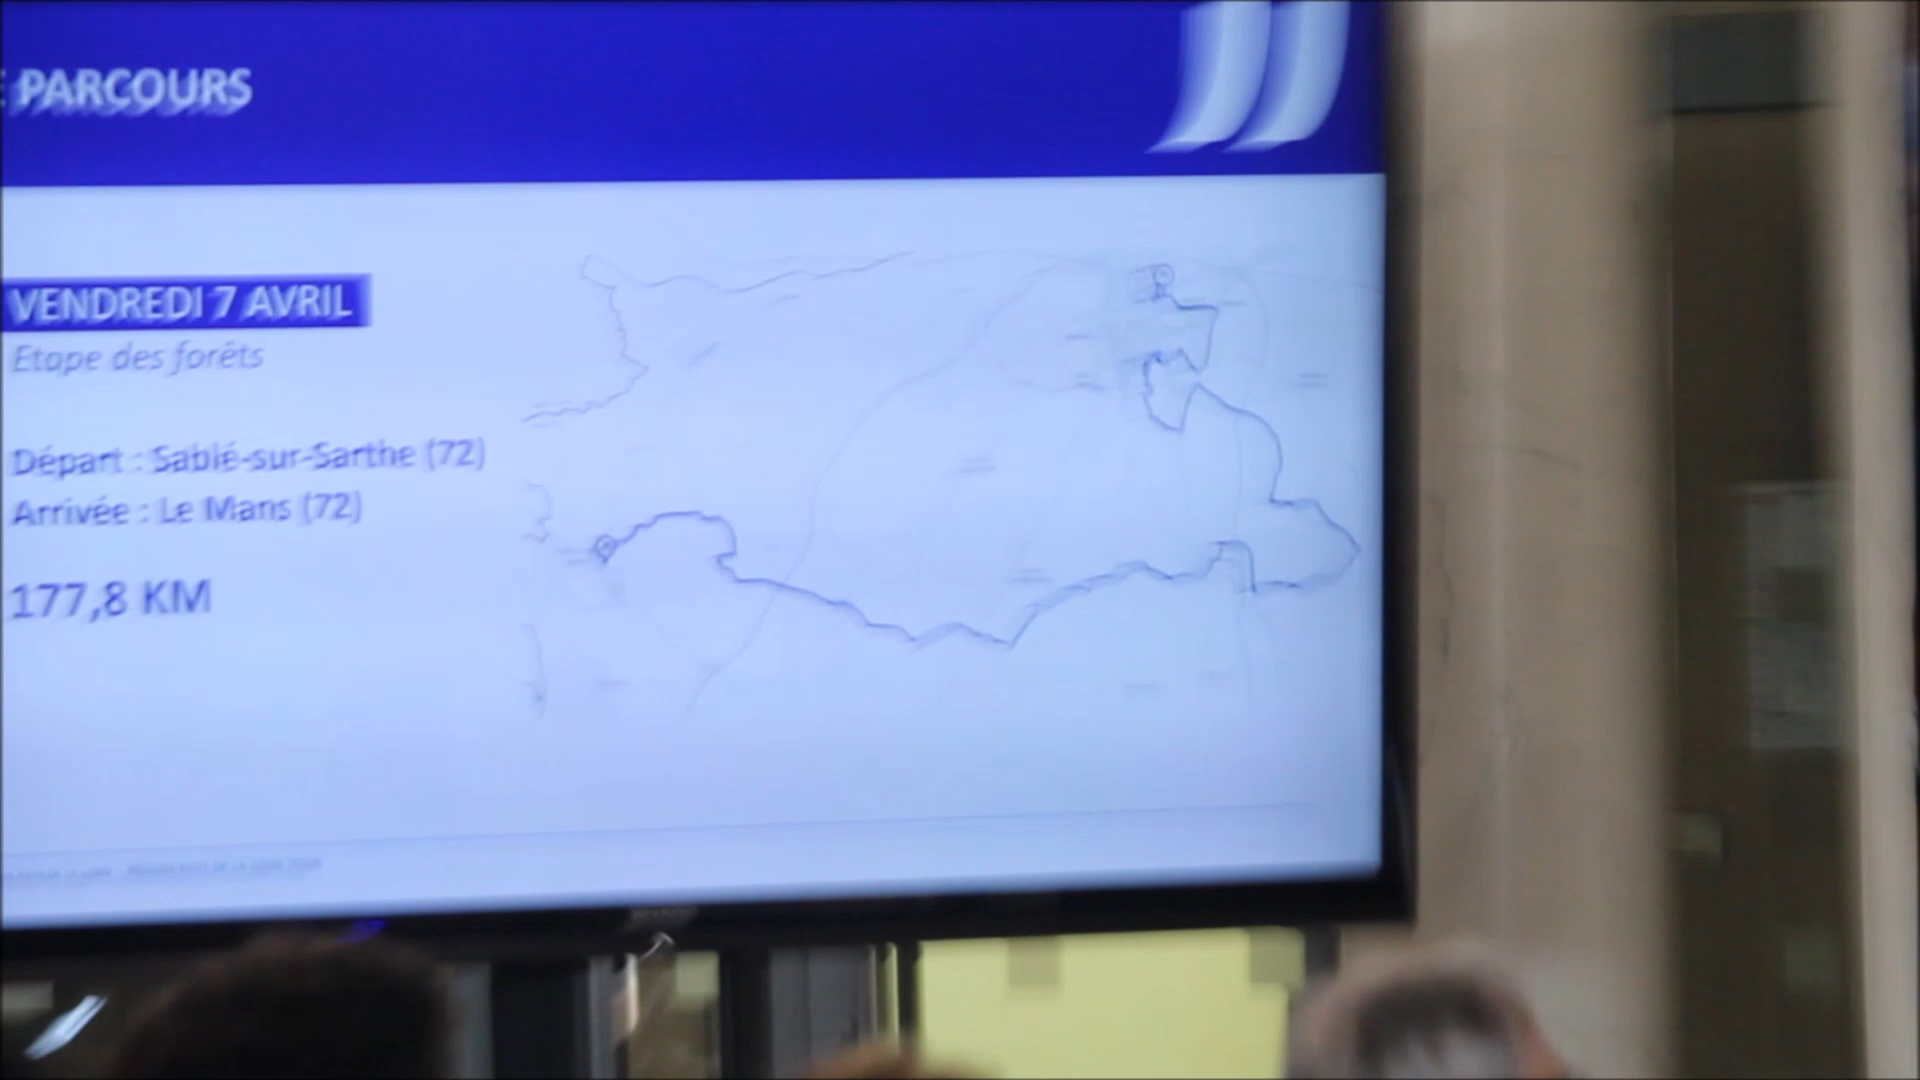 PARCOURS
VENDREDI 7 AVRIL
Etape des forêts
Départ : Sablé-sur-Sarthe (72)
Arrivée : Le Mans (72)
177,8 KM